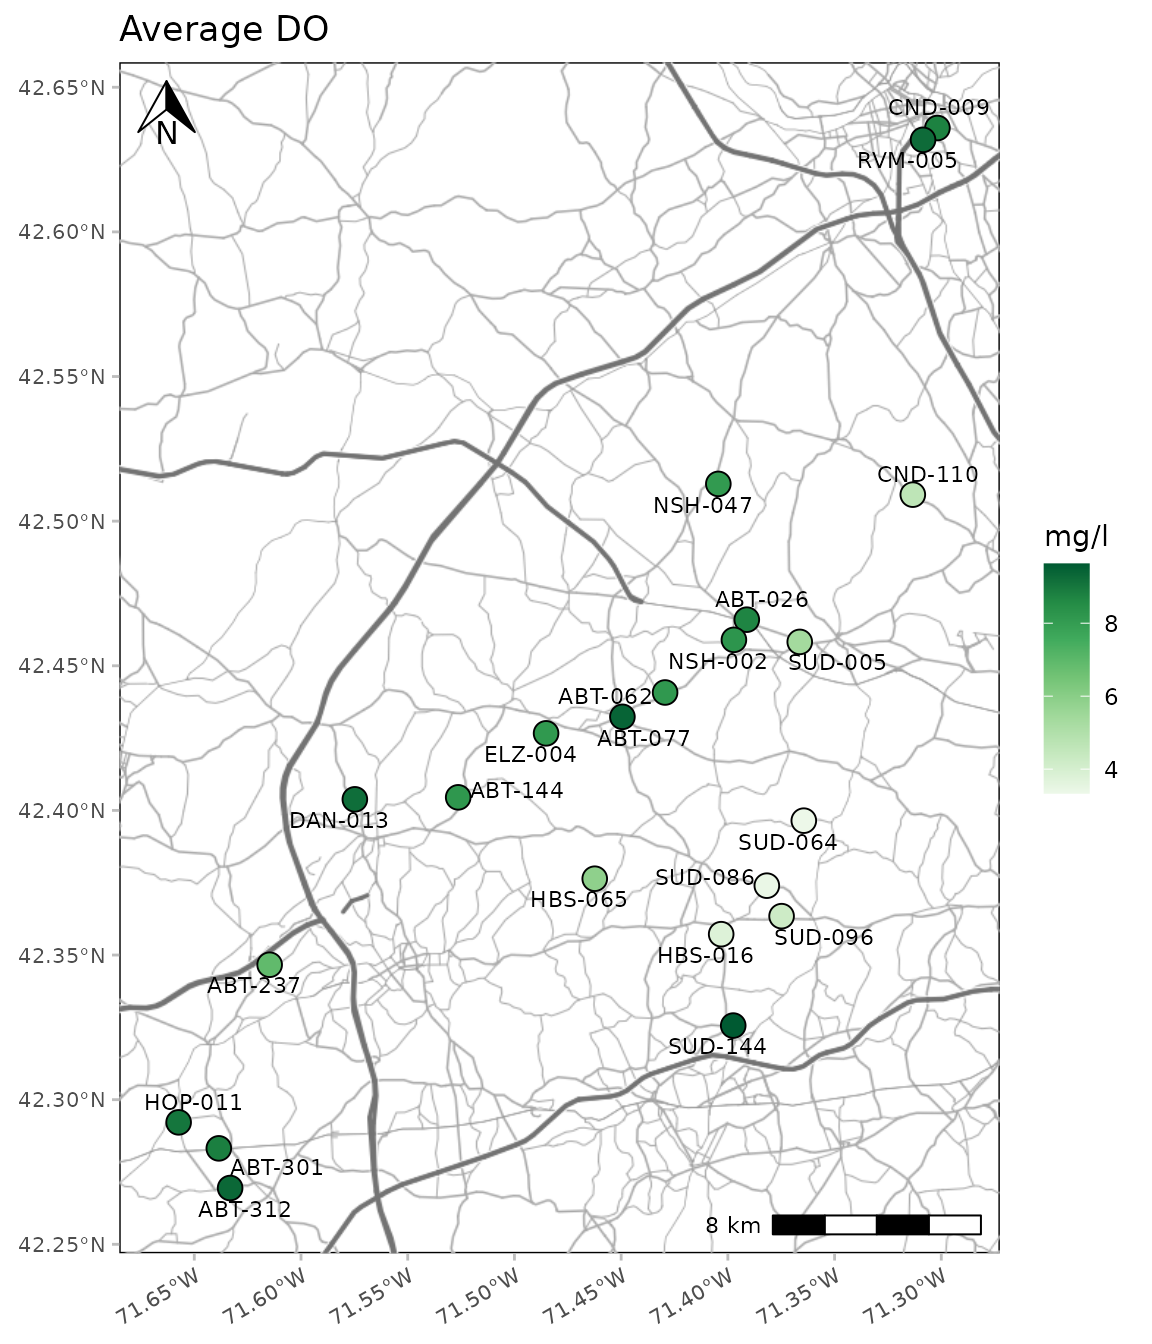 Average DO
42.65°N
42.60°N
42.55°N
42.50°N
42.45°N
42.40°N
42.35°N
42.30°N
42.25°N
N
CND-009
RVM-005
CND-110
NSH-047
ABT-026
NSH-002
SUD-005
ABT-062
ABT-077
ELZ-004
ABT-144
DAN-013
SUD-064
SUD-086
HBS-065
SUD-096
HBS-016
ABT-237
SUD-144
HOP-011
ABT-301
ABT-312
8 km
71.65°W
71.60°W
71.55°W
71.50°W
71.45°W
71.40°W
71.35°W
71.30°W
mg/l
8
6
4